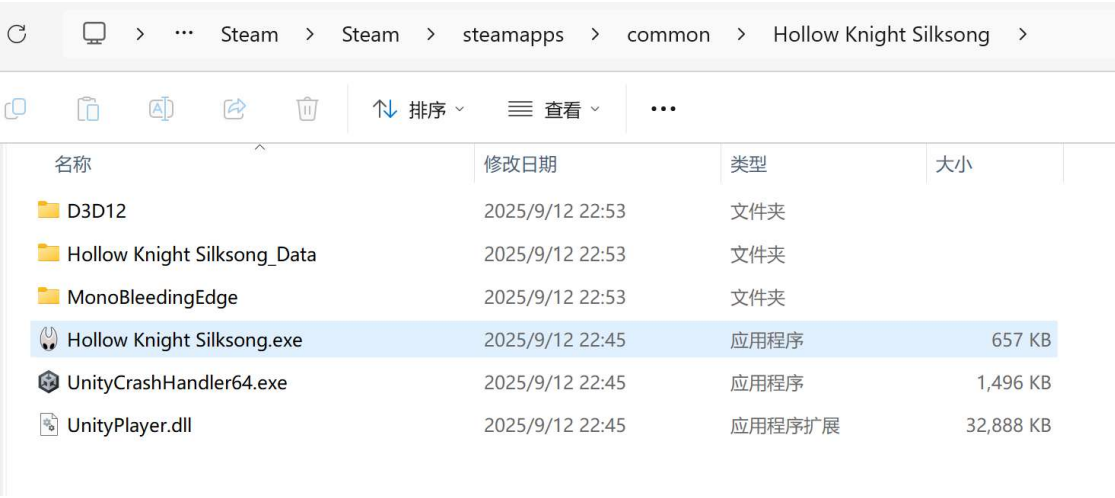 > ··· Steam > Steam > steamapps > common > Hollow Knight Silksong >
排序 查看 ···
名称 修改日期 类型 大小
D3D12 2025/9/12 22:53 文件夹
Hollow Knight Silksong_Data 2025/9/12 22:53 文件夹
MonoBleedingEdge 2025/9/12 22:53 文件夹
Hollow Knight Silksong.exe 2025/9/12 22:45 应用程序 657 KB
UnityCrashHandler64.exe 2025/9/12 22:45 应用程序 1,496 KB
UnityPlayer.dll 2025/9/12 22:45 应用程序扩展 32,888 KB